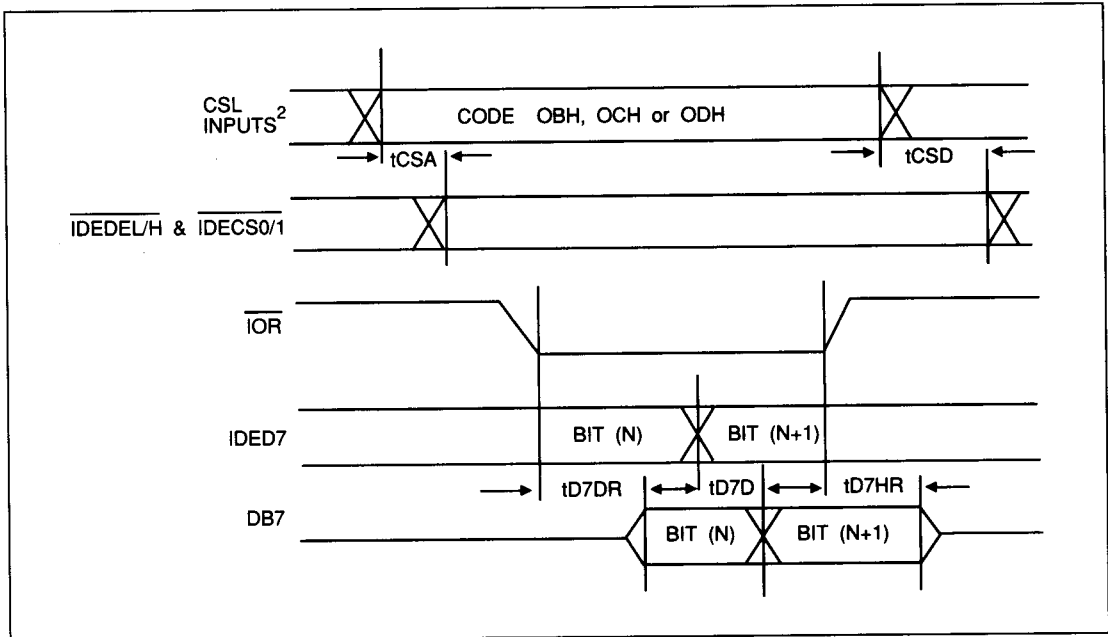 CSL
INPUTS²
CODE OBH, OCH or ODH
tCSA
tCSD
IDEDEL/H & IDECS0/1
IOR
IDED7
BIT (N)
BIT (N+1)
tD7DR
tD7D
tD7HR
DB7
BIT (N)
BIT (N+1)